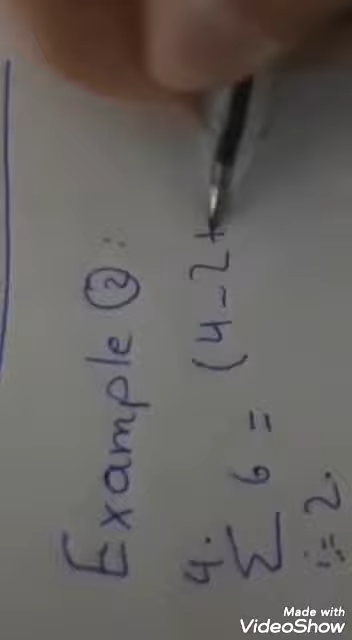 Example ② :
4
∑ 6 = (4-2+
i=2
Made with
VideoShow